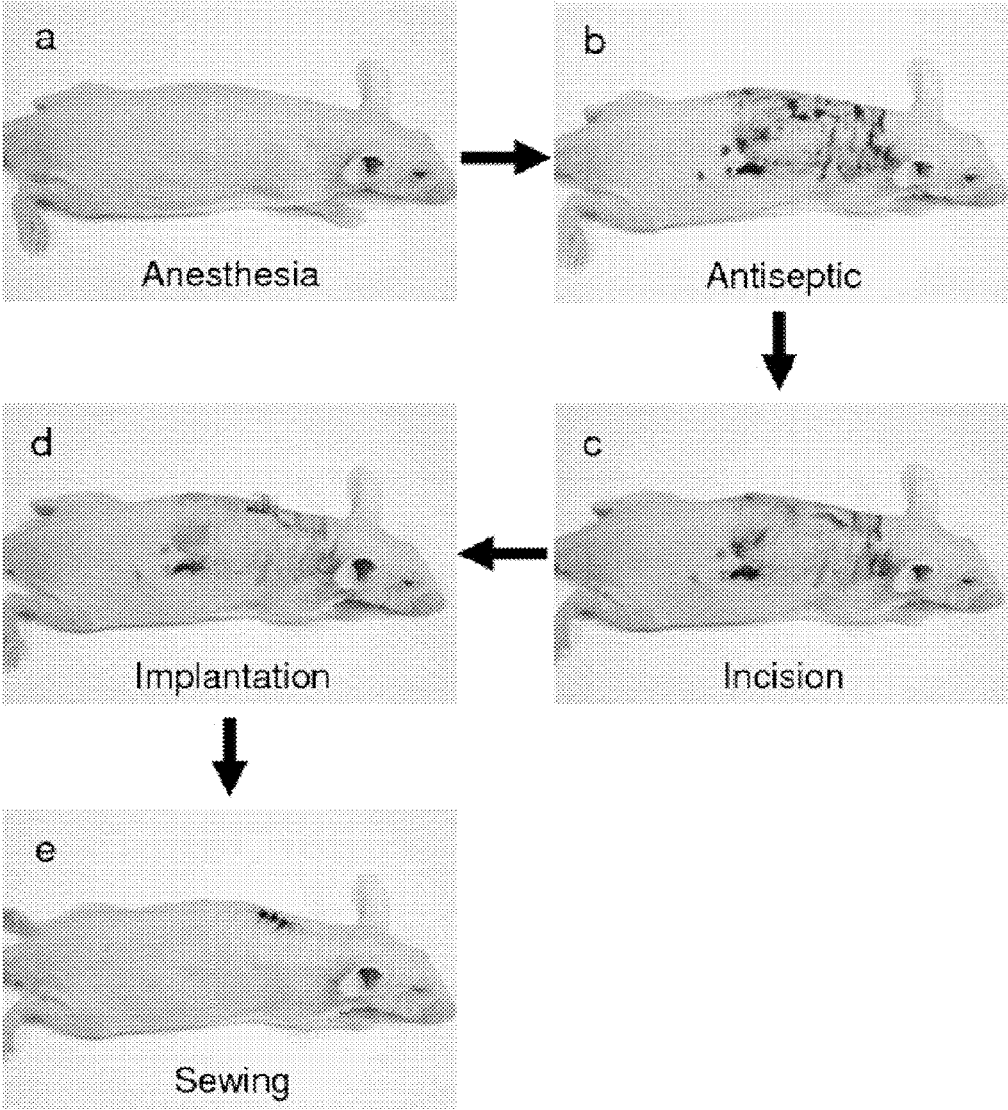 a
Anesthesia
b
Antiseptic
c
Incision
d
Implantation
e
Sewing